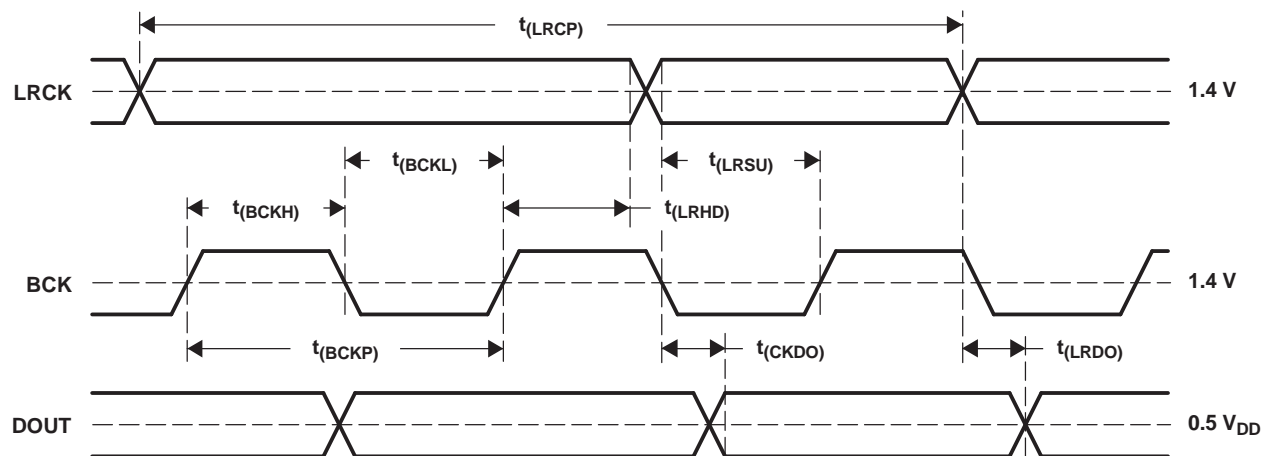 t(LRCP)
LRCK
1.4 V
t(BCKL)
t(LRSU)
t(BCKH)
t(LRHD)
BCK
1.4 V
t(BCKP)
t(CKDO)
t(LRDO)
DOUT
0.5 VDD